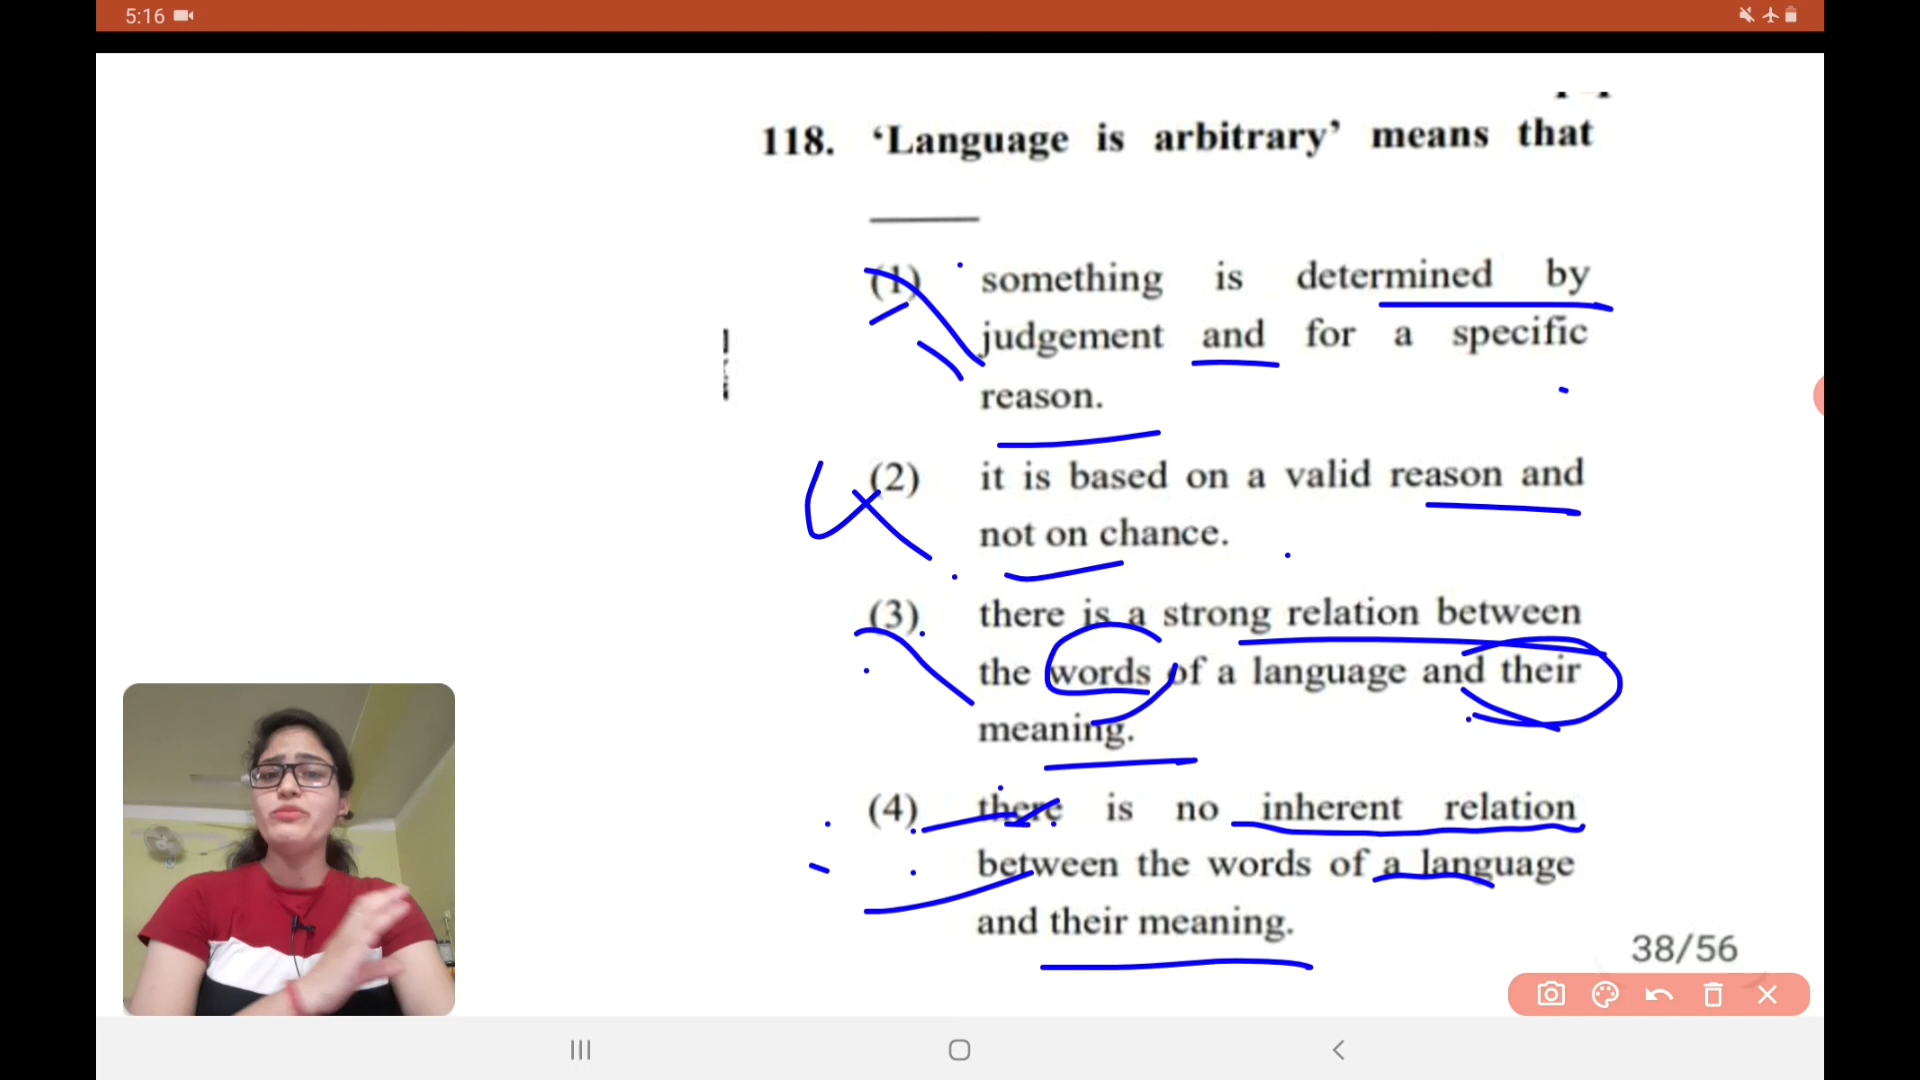 5:16
118. ‘Language is arbitrary’ means that
(1) something is determined by
judgement and for a specific
reason.
(2) it is based on a valid reason and
not on chance.
(3) there is a strong relation between
the words of a language and their
meaning.
(4) there is no inherent relation
between the words of a language
and their meaning.
38/56